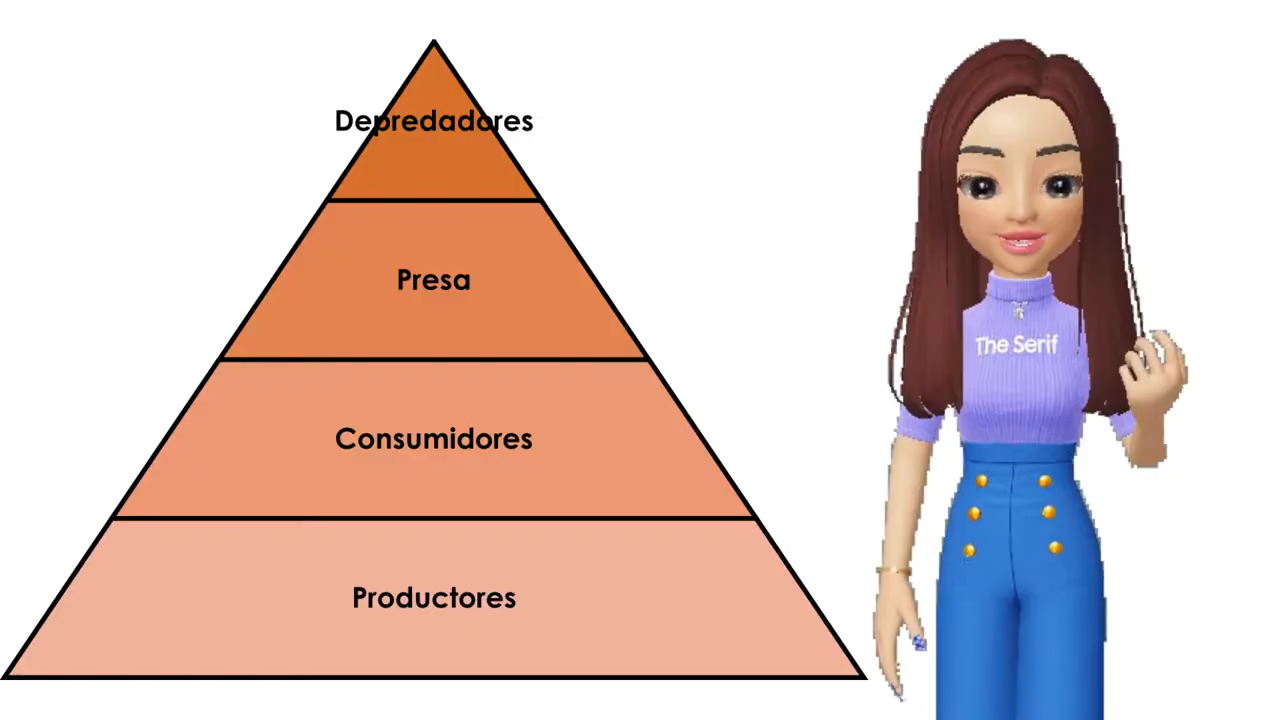 Depredadores
Presa
The Serif
Consumidores
Productores